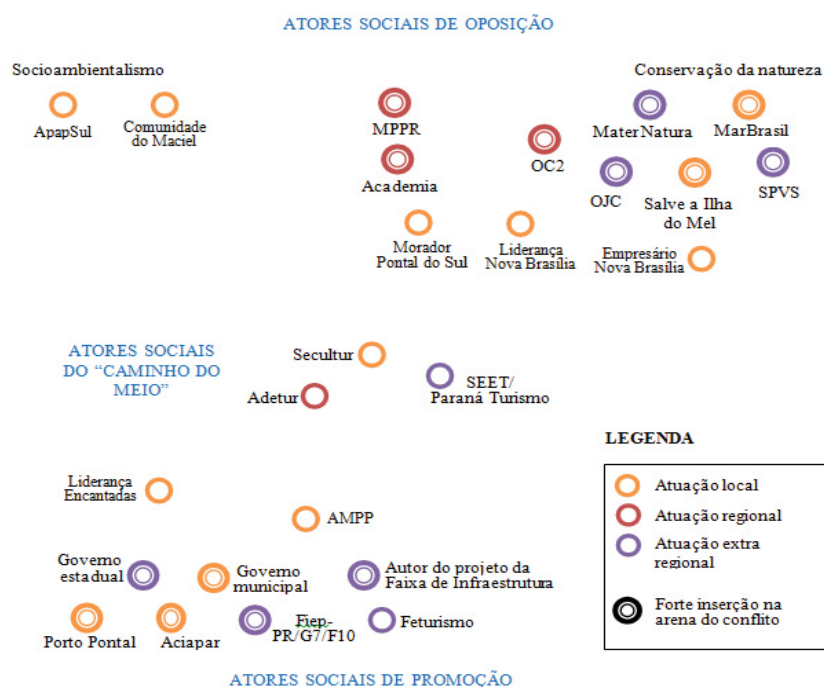 ATORES SOCIAIS DE OPOSIÇÃO
Socioambientalismo
Conservação da natureza
ApapSul
Comunidade
do Maciel
MPPR
Academia
OC2
MaterNatura
MarBrasil
OJC
Salve a Ilha
do Mel
SPVS
Morador
Pontal do Sul
Liderança
Nova Brasília
Empresário
Nova Brasília
ATORES SOCIAIS
DO “CAMINHO DO
MEIO”
Secultur
Adetur
SEET/
Paraná Turismo
Liderança
Encantadas
AMPP
Governo
estadual
Governo
municipal
Autor do projeto da
Faixa de Infraestrutura
Porto Pontal
Aciapar
Fiep-
PR/G7/F10
Feturismo
ATORES SOCIAIS DE PROMOÇÃO
LEGENDA
Atuação local
Atuação regional
Atuação extra
regional
Forte inserção na
arena do conflito